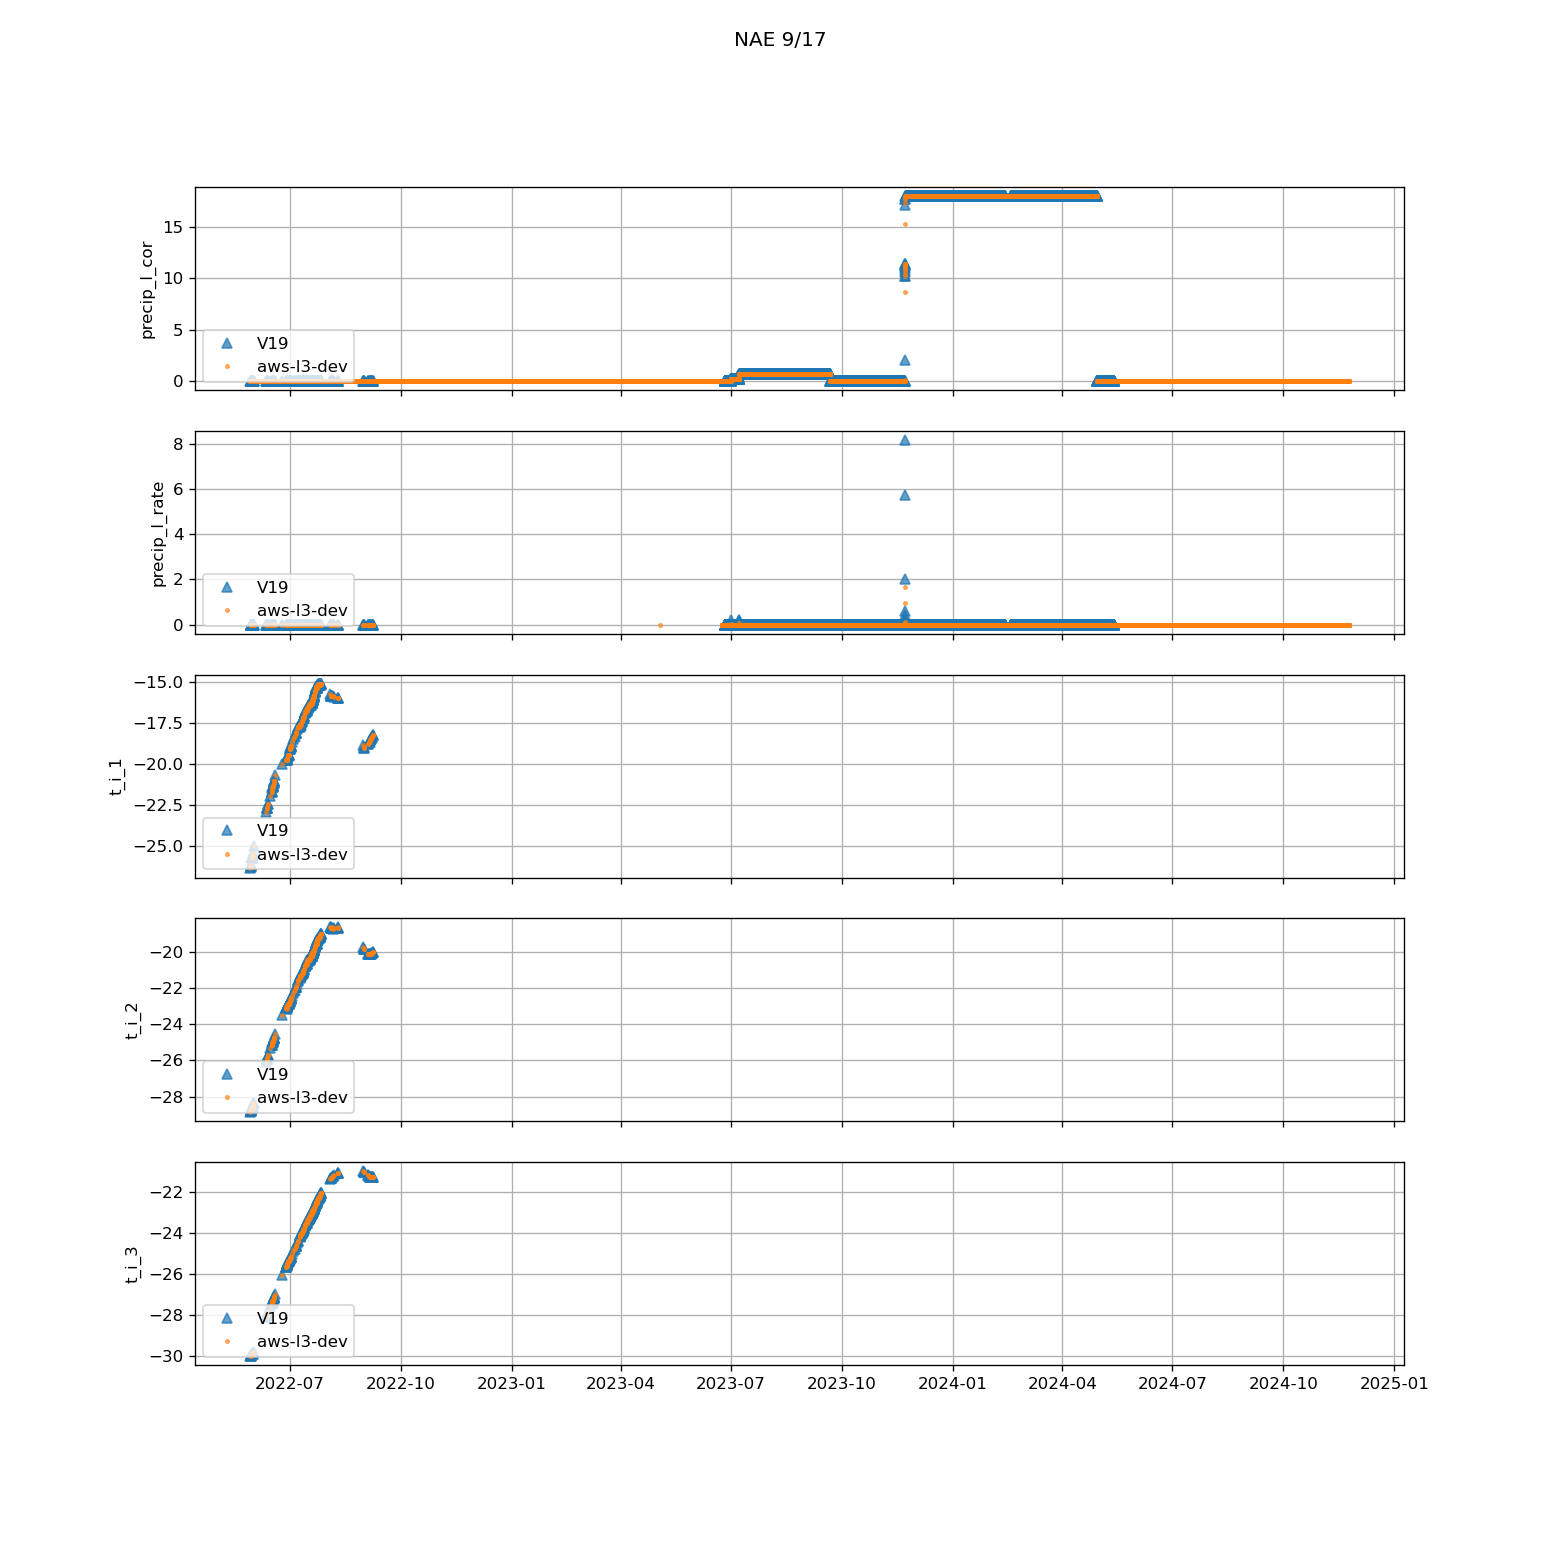 NAE 9/17
precip_l_cor
15
10
5
0
V19
aws-l3-dev
precip_l_rate
8
6
4
2
0
V19
aws-l3-dev
t_i_1
−15.0
−17.5
−20.0
−22.5
−25.0
V19
aws-l3-dev
t_i_2
−20
−22
−24
−26
−28
V19
aws-l3-dev
t_i_3
−22
−24
−26
−28
−30
V19
aws-l3-dev
2022-07 2022-10 2023-01 2023-04 2023-07 2023-10 2024-01 2024-04 2024-07 2024-10 2025-01